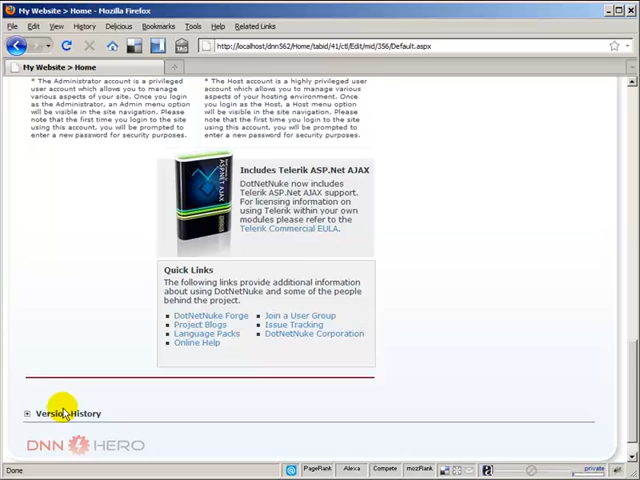 My Website > Home - Mozilla Firefox
File Edit View History Delicious Bookmarks Tools Help Related Links
http://localhost/dnn562/Home/tabid/41/ctl/Edit/mid/356/Default.aspx
My Website > Home
* The Administrator account is a privileged
user account which allows you to manage
various aspects of your site. Once you login
as the Administrator, an Admin menu option
will be visible in the site navigation. Please
note that the first time you login to the site
using this account, you will be prompted to
enter a new password for security purposes.
* The Host account is a highly privileged
user account which allows you to manage
various aspects of your hosting environment. Once
you login as the Host, a Host menu option
will be visible in the site navigation. Please
note that the first time you login to the site
using this account, you will be prompted to
enter a new password for security purposes.
ASP.NET AJAX
Includes Telerik ASP.Net AJAX
DotNetNuke now includes
Telerik ASP.Net AJAX support.
For licensing information on
using Telerik within your own
modules please refer to the
Telerik Commercial EULA.
Quick Links
The following links provide additional information
about using DotNetNuke and some of the people
behind the project.
DotNetNuke Forge Join a User Group
Project Blogs Issue Tracking
Language Packs DotNetNuke Corporation
Online Help
Version History
DNN HERO
Done PageRank Alexa Compete mozRank private